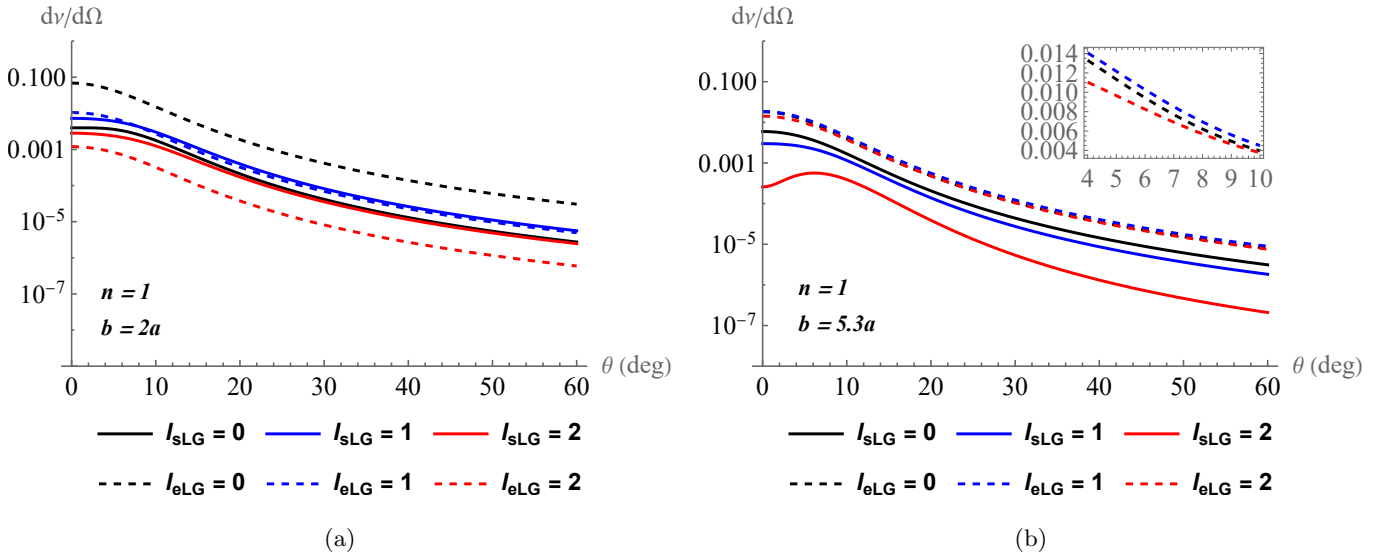 dν/dΩ
0.100
0.001
10⁻⁵
10⁻⁷
n = 1
b = 2a
0 10 20 30 40 50 60
θ (deg)
l_sLG = 0 l_sLG = 1 l_sLG = 2
l_eLG = 0 l_eLG = 1 l_eLG = 2
(a)
dν/dΩ
0.100
0.001
10⁻⁵
10⁻⁷
0.014
0.012
0.010
0.008
0.006
0.004
4 5 6 7 8 9 10
n = 1
b = 5.3a
0 10 20 30 40 50 60
θ (deg)
l_sLG = 0 l_sLG = 1 l_sLG = 2
l_eLG = 0 l_eLG = 1 l_eLG = 2
(b)